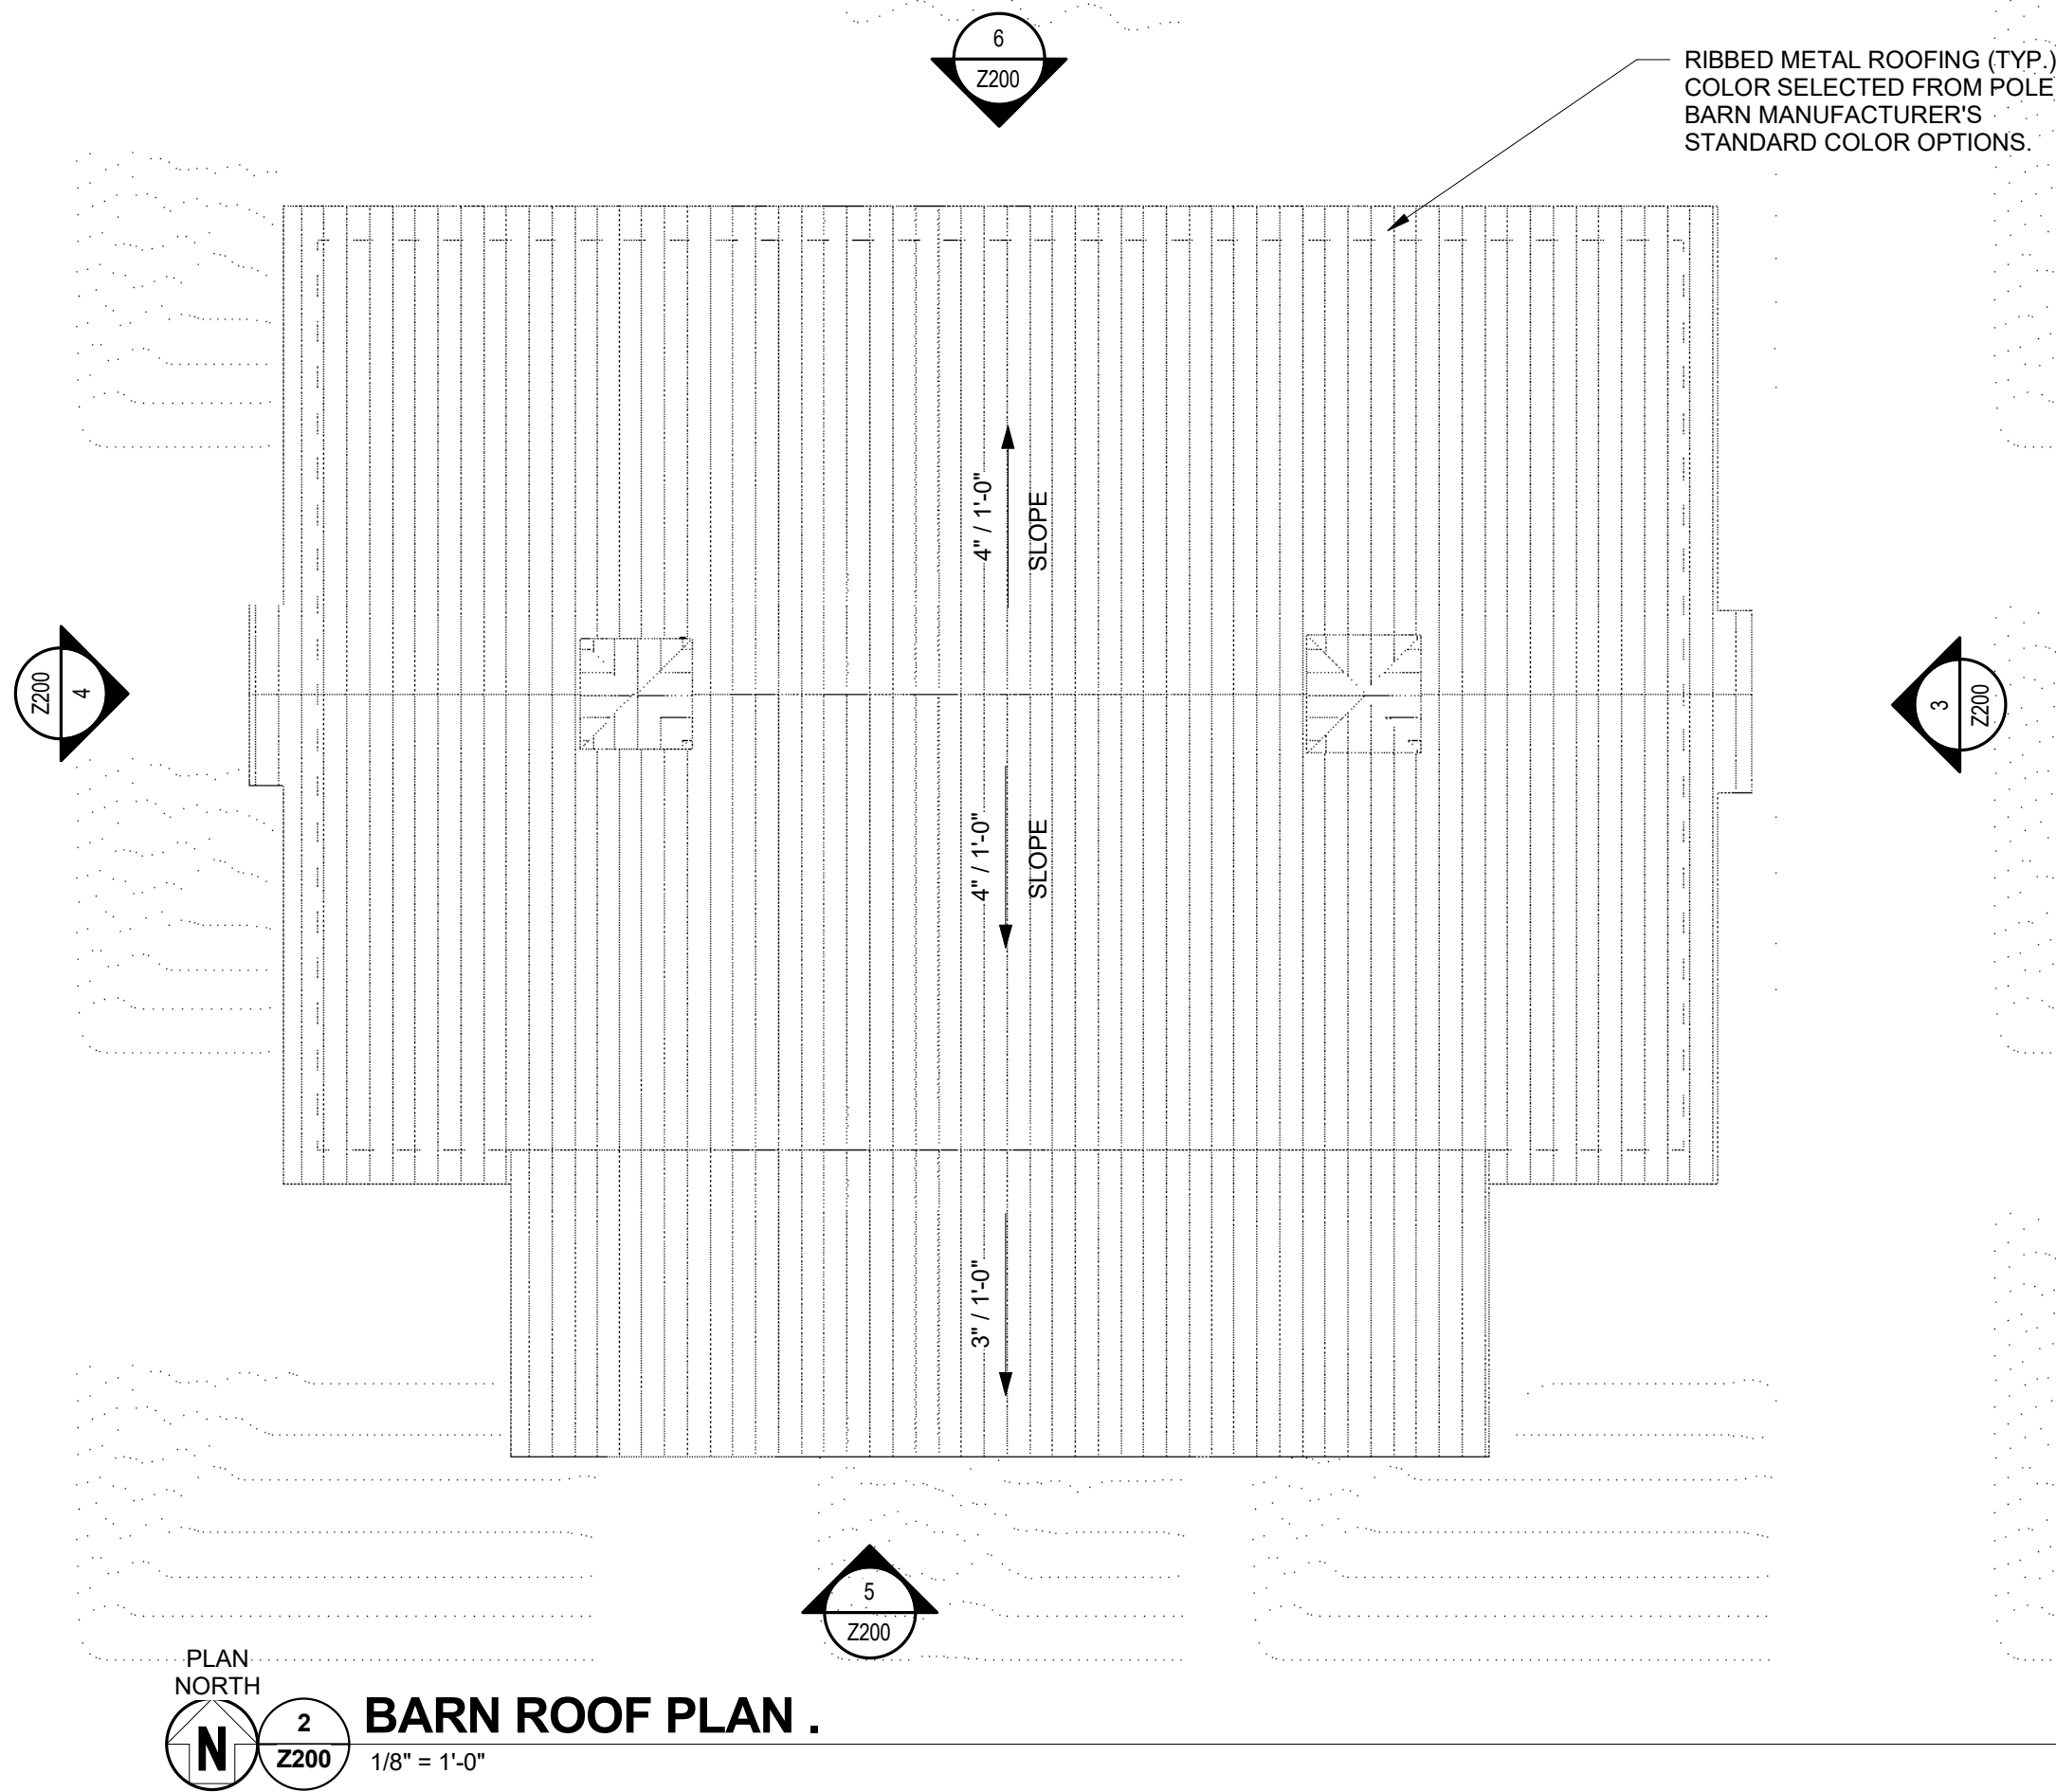 6
Z200
RIBBED METAL ROOFING (TYP.)
COLOR SELECTED FROM POLE
BARN MANUFACTURER'S
STANDARD COLOR OPTIONS.
4" / 1'-0"
SLOPE
Z200
4
3
Z200
4" / 1'-0"
SLOPE
3" / 1'-0"
5
Z200
PLAN
NORTH
N
2
Z200
BARN ROOF PLAN .
1/8" = 1'-0"